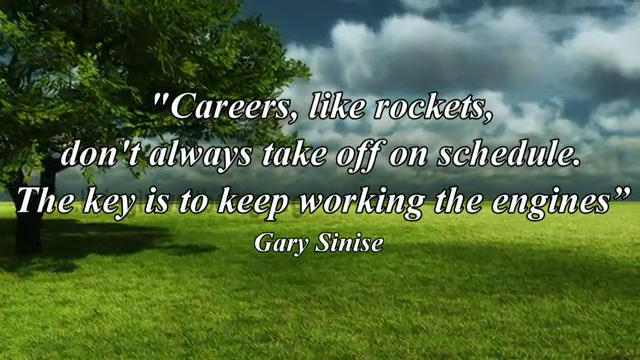 "Careers, like rockets,
don't always take off on schedule.
The key is to keep working the engines”
Gary Sinise